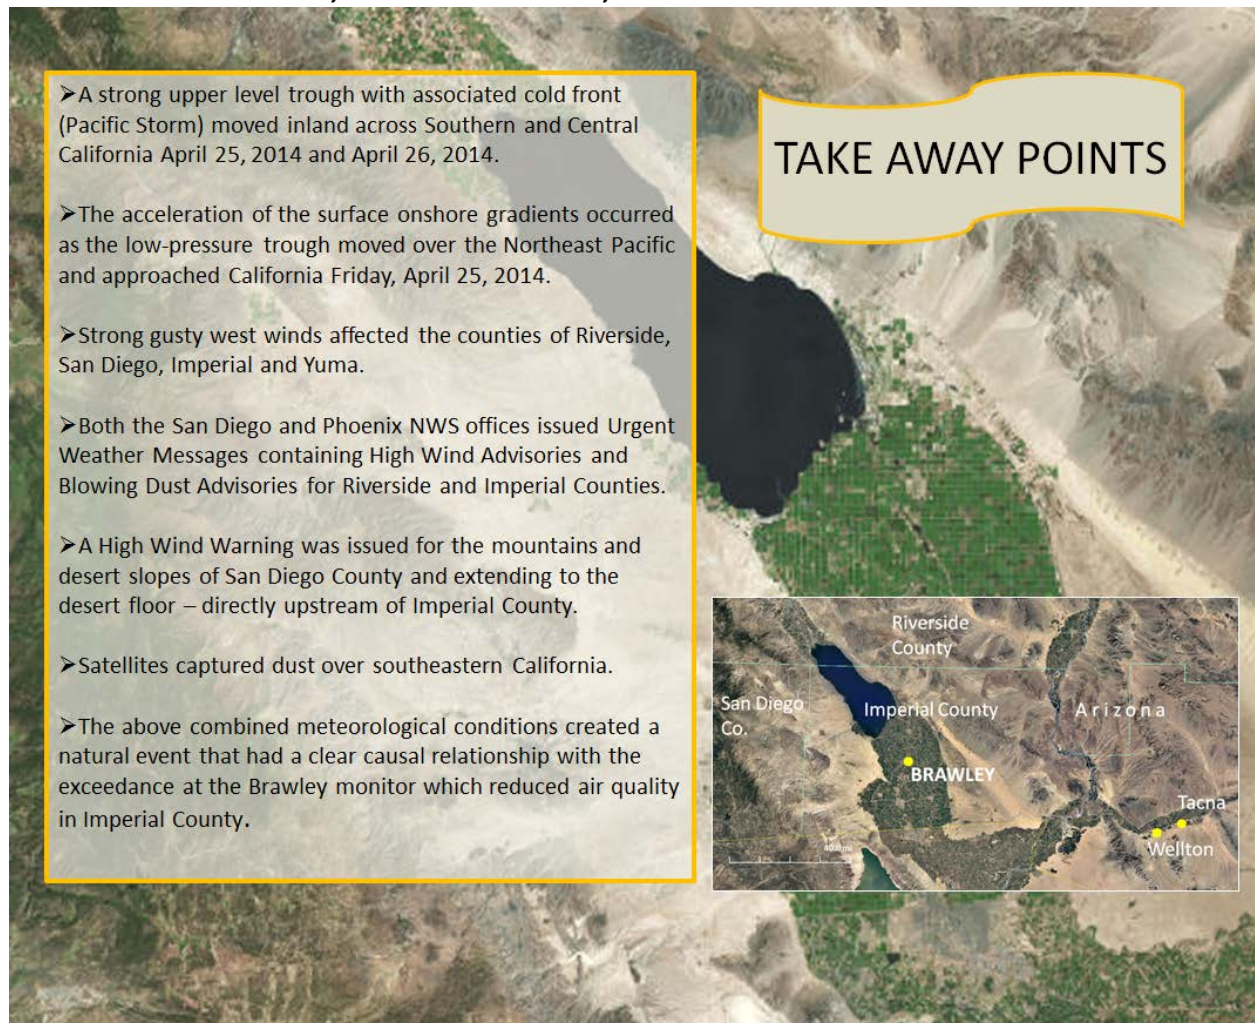 ➤A strong upper level trough with associated cold front
(Pacific Storm) moved inland across Southern and Central
California April 25, 2014 and April 26, 2014.
➤The acceleration of the surface onshore gradients occurred
as the low-pressure trough moved over the Northeast Pacific
and approached California Friday, April 25, 2014.
➤Strong gusty west winds affected the counties of Riverside,
San Diego, Imperial and Yuma.
➤Both the San Diego and Phoenix NWS offices issued Urgent
Weather Messages containing High Wind Advisories and
Blowing Dust Advisories for Riverside and Imperial Counties.
➤A High Wind Warning was issued for the mountains and
desert slopes of San Diego County and extending to the
desert floor – directly upstream of Imperial County.
➤Satellites captured dust over southeastern California.
➤The above combined meteorological conditions created a
natural event that had a clear causal relationship with the
exceedance at the Brawley monitor which reduced air quality
in Imperial County.
TAKE AWAY POINTS
Riverside
County
San Diego
Co.
Imperial County
Arizona
BRAWLEY
Tacna
Wellton